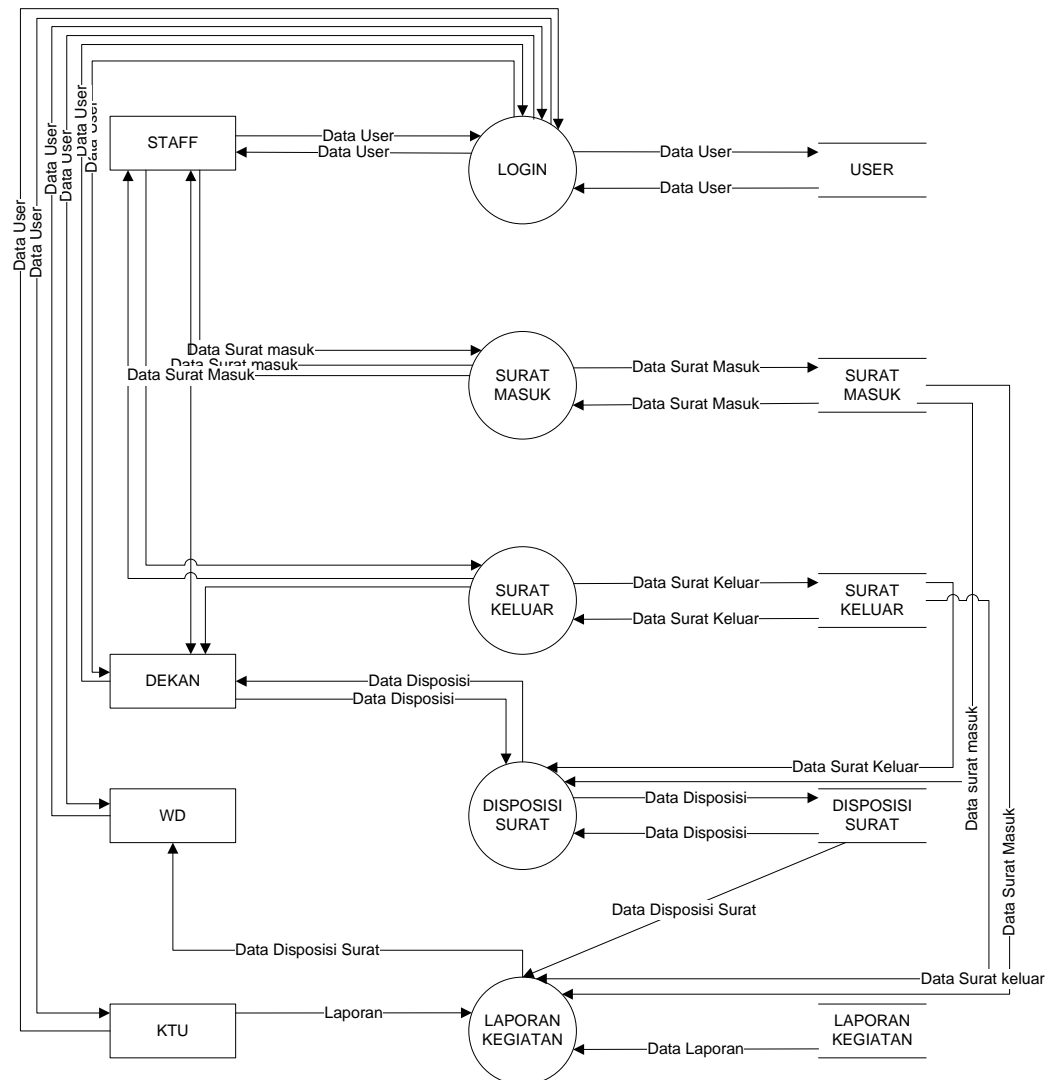 Data User
Data User
Data User
Data User
Data User
Data User
STAFF
Data User
Data User
LOGIN
Data User
Data User
USER
Data Surat masuk
Data Surat masuk
Data Surat Masuk
SURAT
MASUK
Data Surat Masuk
Data Surat Masuk
SURAT
MASUK
SURAT
KELUAR
Data Surat Keluar
Data Surat Keluar
SURAT
KELUAR
DEKAN
Data Disposisi
Data Disposisi
Data Surat Keluar
Data surat masuk
Data Surat Masuk
WD
DISPOSISI
SURAT
Data Disposisi
Data Disposisi
DISPOSISI
SURAT
Data Disposisi Surat
Data Disposisi Surat
Data Surat keluar
KTU
Laporan
LAPORAN
KEGIATAN
Data Laporan
LAPORAN
KEGIATAN